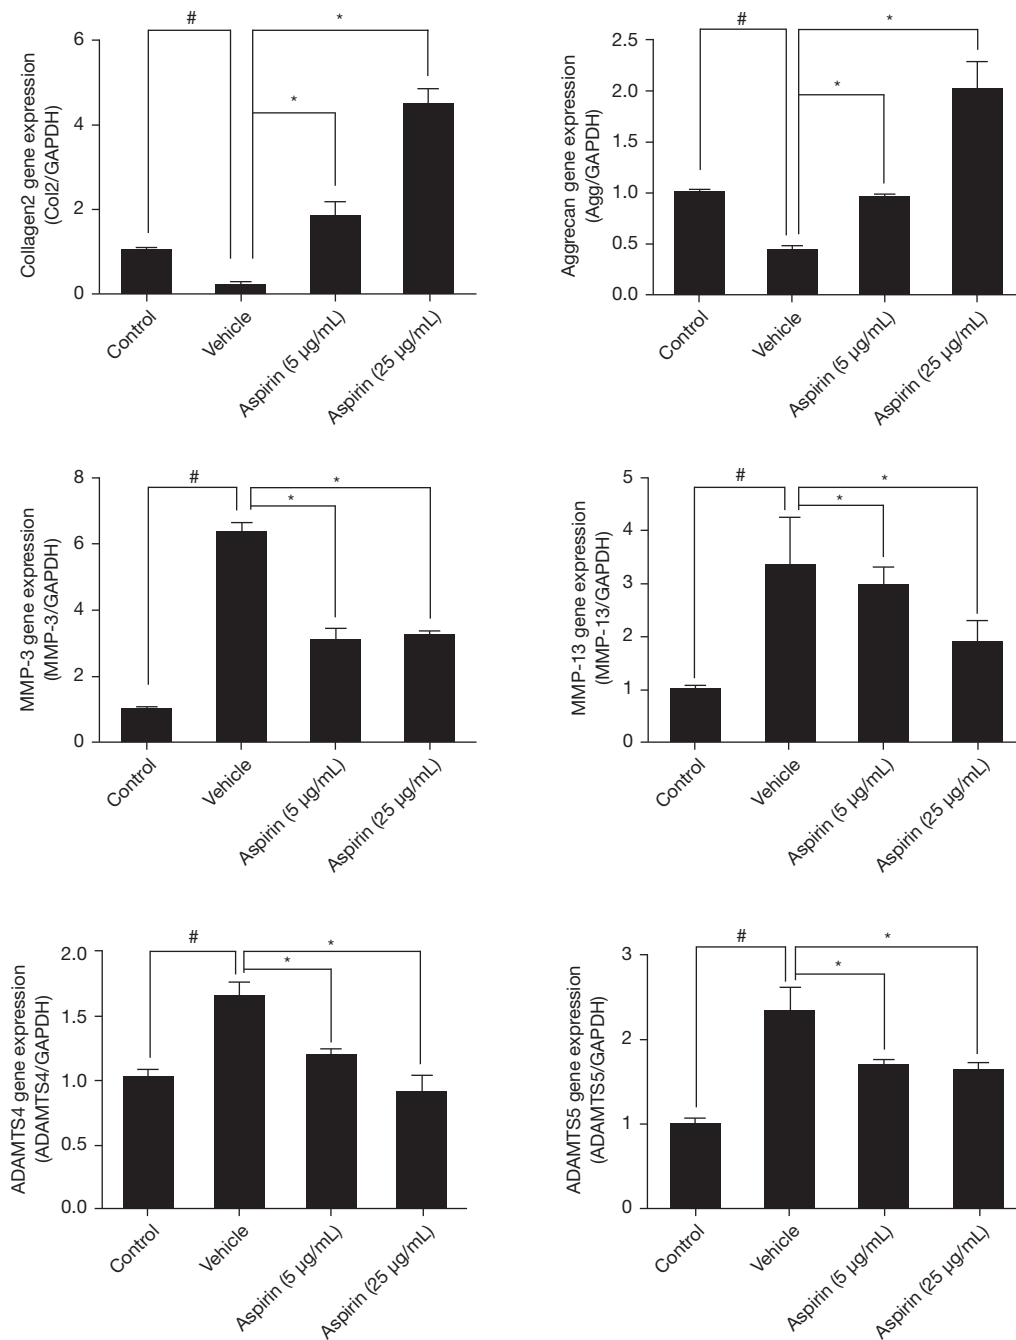 Collagen2 gene expression
(Col2/GAPDH)
6
4
2
0
#
*
*
Control
Vehicle
Aspirin (5 µg/mL)
Aspirin (25 µg/mL)
Aggrecan gene expression
(Agg/GAPDH)
2.5
2.0
1.5
1.0
0.5
0.0
#
*
*
Control
Vehicle
Aspirin (5 µg/mL)
Aspirin (25 µg/mL)
MMP-3 gene expression
(MMP-3/GAPDH)
8
6
4
2
0
#
*
*
Control
Vehicle
Aspirin (5 µg/mL)
Aspirin (25 µg/mL)
MMP-13 gene expression
(MMP-13/GAPDH)
5
4
3
2
1
0
#
*
*
Control
Vehicle
Aspirin (5 µg/mL)
Aspirin (25 µg/mL)
ADAMTS4 gene expression
(ADAMTS4/GAPDH)
2.0
1.5
1.0
0.5
0.0
#
*
*
Control
Vehicle
Aspirin (5 µg/mL)
Aspirin (25 µg/mL)
ADAMTS5 gene expression
(ADAMTS5/GAPDH)
3
2
1
0
#
*
*
Control
Vehicle
Aspirin (5 µg/mL)
Aspirin (25 µg/mL)